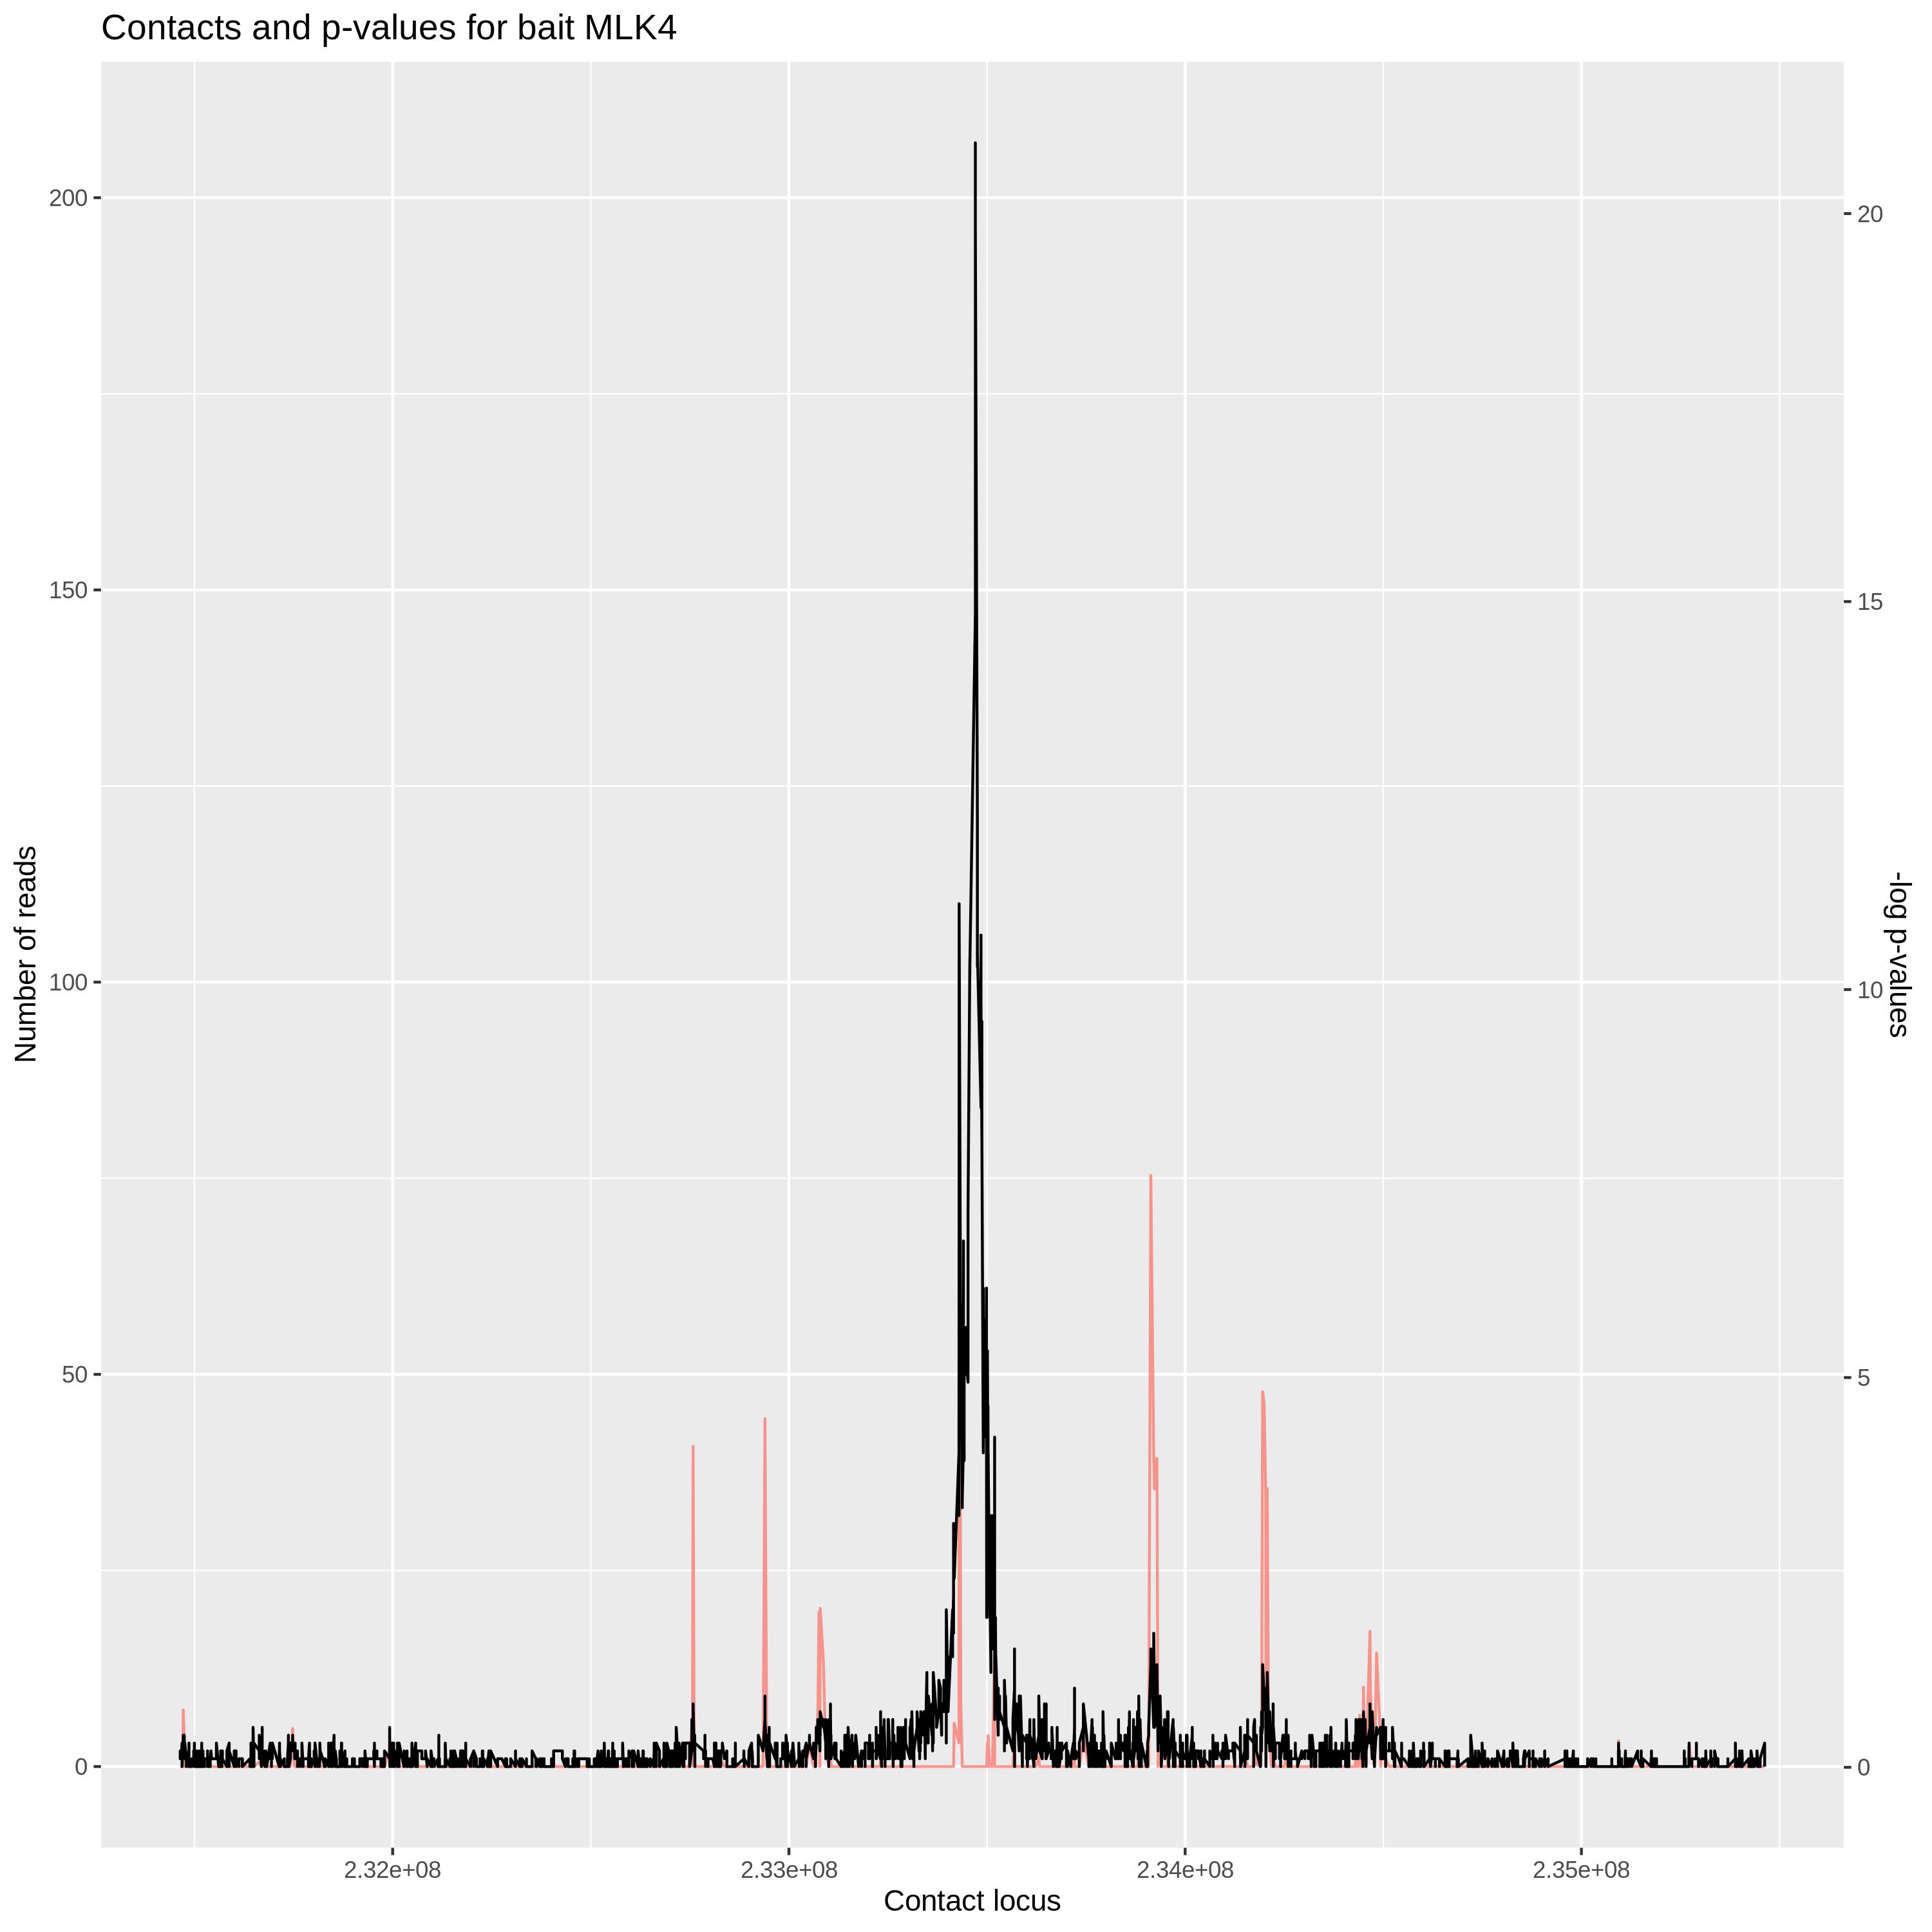 Contacts and p-values for bait MLK4
Number of reads
200
150
100
50
0
20
15
10
5
0
-log p-values
2.32e+08 2.33e+08 2.34e+08 2.35e+08
Contact locus